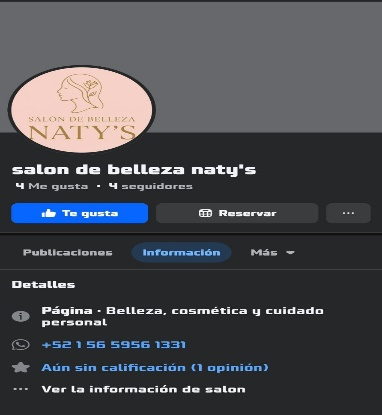 SALÓN DE BELLEZA
NATY'S
salon de belleza naty's
4 Me gusta • 4 seguidores
Te gusta
Reservar
...
Publicaciones
Información
Más
Detalles
Página · Belleza, cosmética y cuidado
personal
+52 1 56 5956 1331
Aún sin calificación (1 opinión)
... Ver la información de salon